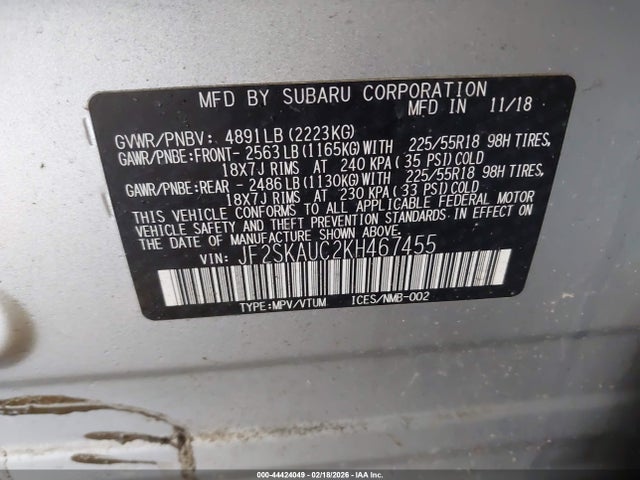 MFD BY SUBARU CORPORATION
MFD IN 11/18
GVWR/PNBV: 4891LB(2223KG)
GAWR/PNBE:FRONT- 2563LB(1165KG)WITH 225/55R18 98H TIRES,
18X7J RIMS AT 240 KPA(35 PSI)COLD
GAWR/PNBE:REAR - 2486LB(1130KG)WITH 225/55R18 98H TIRES,
18X7J RIMS AT 230 KPA(33 PSI)COLD
THIS VEHICLE CONFORMS TO ALL APPLICABLE FEDERAL MOTOR
VEHICLE SAFETY AND THEFT PREVENTION STANDARDS IN EFFECT
ON THE DATE OF MANUFACTURE SHOWN ABOVE.
VIN: JF2SKAUC2KH467455
TYPE:MPV/VTUM ICES/NMB-002
000-44424049 - 02/18/2026 - IAA Inc.